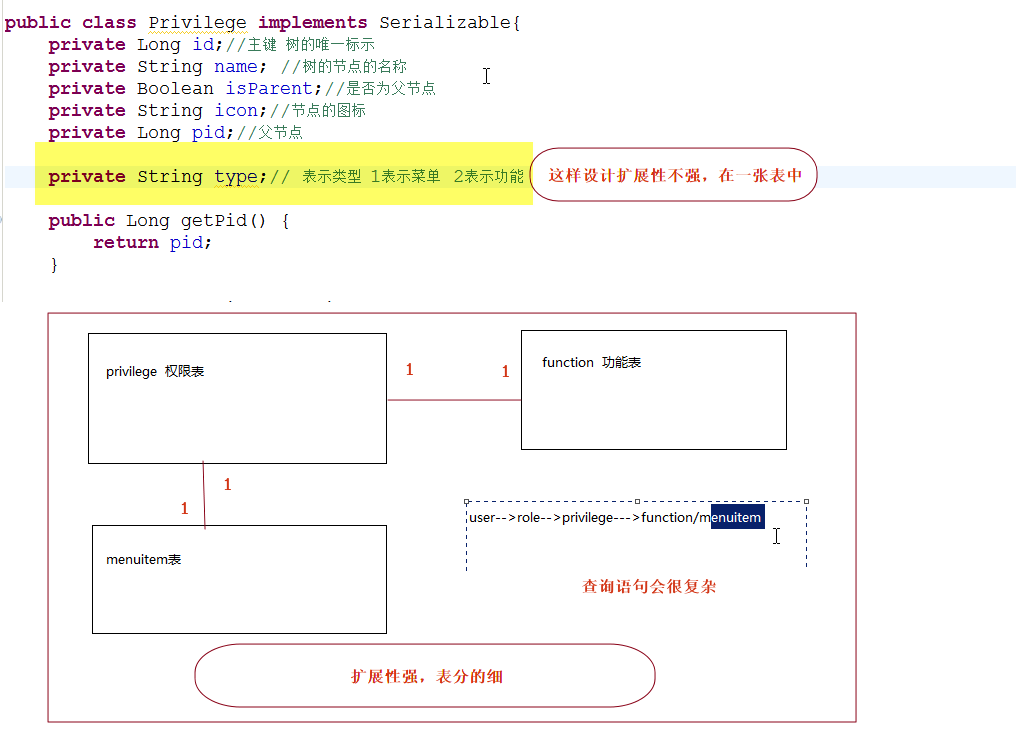 public class Privilege implements Serializable{
private Long id;//主键 树的唯一标示
private String name; //树的节点的名称
private Boolean isParent;//是否为父节点
private String icon;//节点的图标
private Long pid;//父节点
private String type;// 表示类型 1表示菜单 2表示功能 这样设计扩展性不强，在一张表中
public Long getPid() {
return pid;
}
privilege 权限表
1
1
function 功能表
1
1
user-->role-->privilege--->function/menuitem
menuitem表
查询语句会很复杂
扩展性强，表分的细